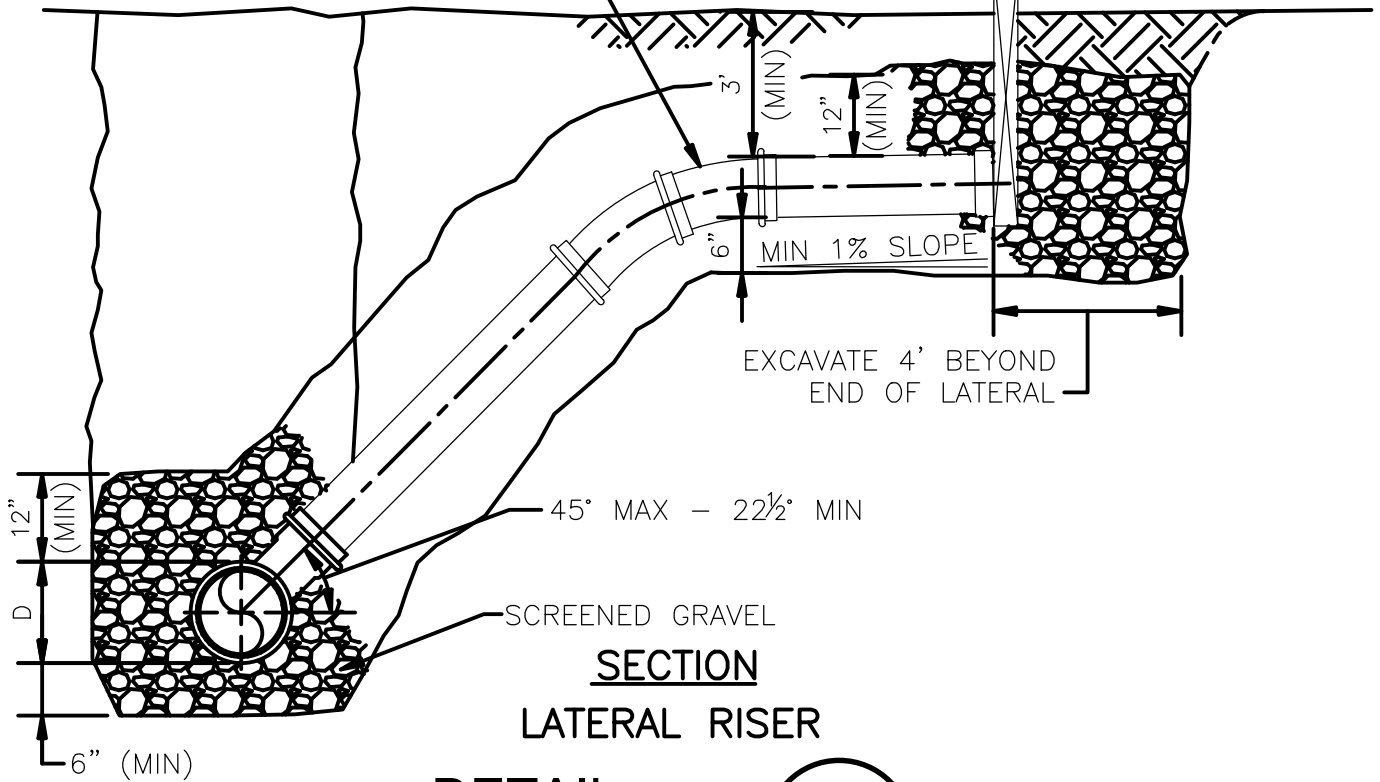 3'
(MIN)
12"
(MIN)
6"
MIN 1% SLOPE
EXCAVATE 4' BEYOND
END OF LATERAL
12"
(MIN)
45° MAX - 22½° MIN
D
SCREENED GRAVEL
SECTION
LATERAL RISER
6" (MIN)
DETAIL